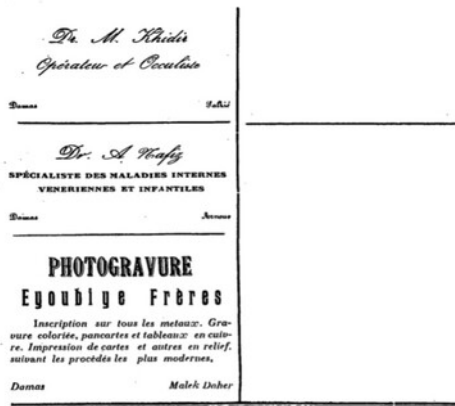 Dr. M. Khidir
Opérateur et Occuliste
Damas
Dr. A. Nafiz
SPÉCIALISTE DES MALADIES INTERNES
VENERIENNES ET INFANTILES
Damas
PHOTOGRAVURE
Eyoubiye Frères
Inscription sur tous les metaux. Gra-
vure coloriée, pancartes et tableaux en cuiv-
re. Impression de cartes et autres en relief,
suivant les procédés les plus modernes,
Damas Malek Daher